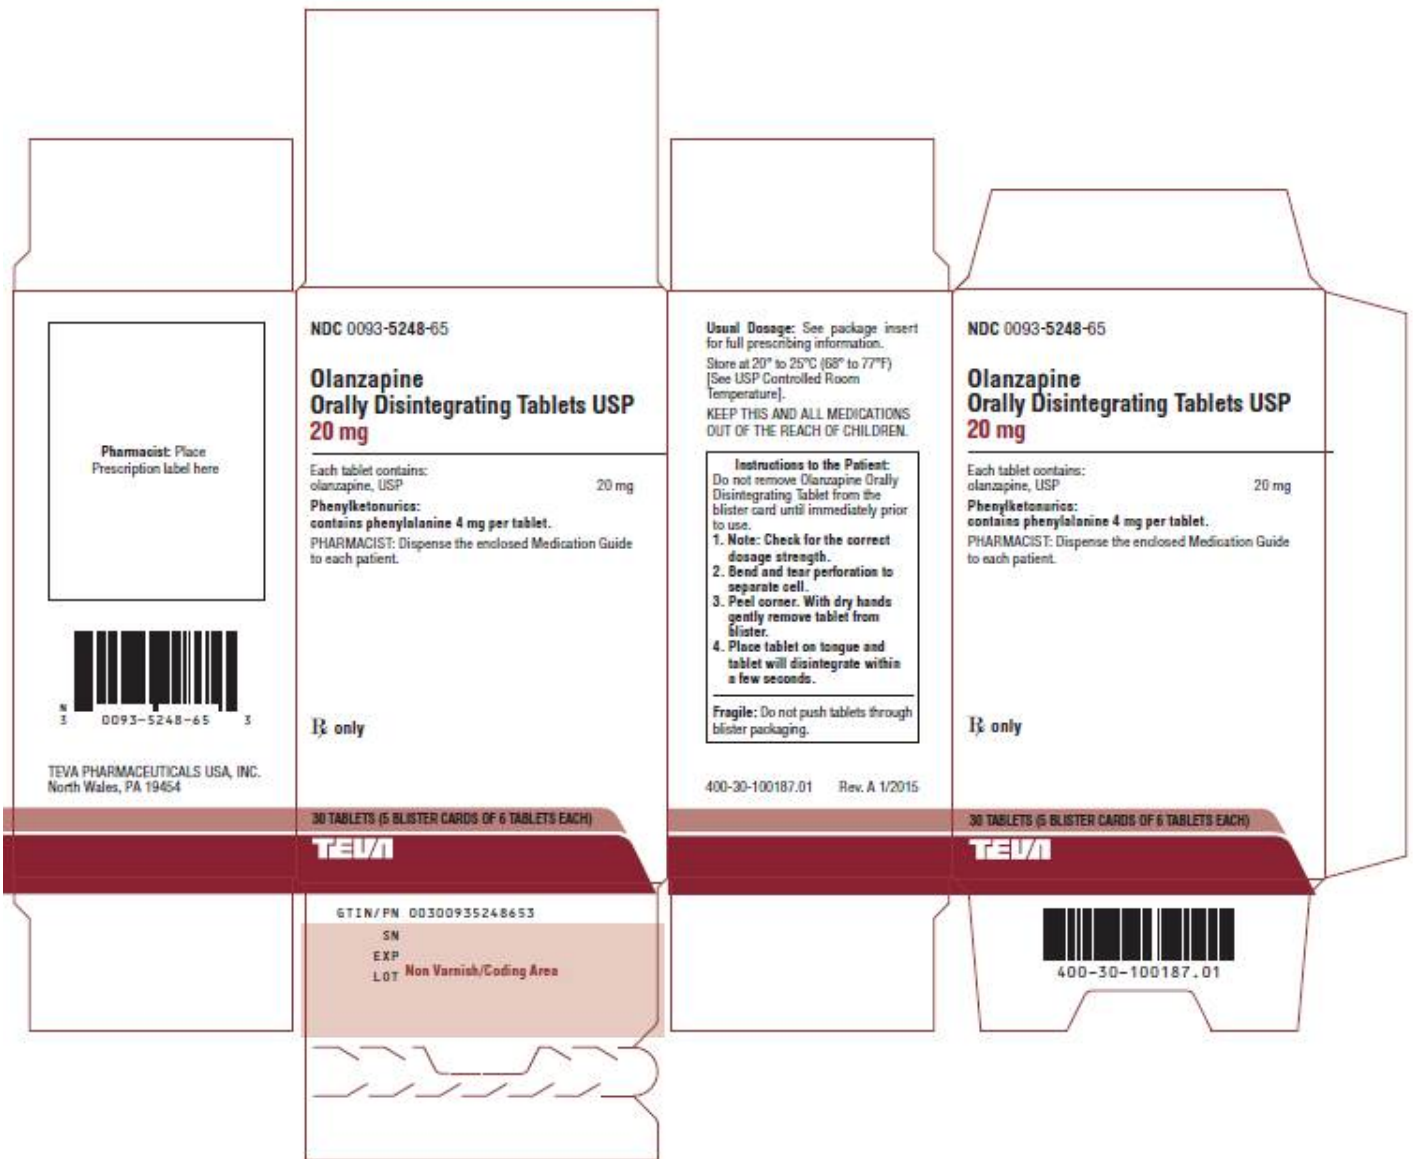 Pharmacist: Place
Prescription label here
N
3 0093-5248-65 3
TEVA PHARMACEUTICALS USA, INC.
North Wales, PA 19454
NDC 0093-5248-65
Olanzapine
Orally Disintegrating Tablets USP
20 mg
Each tablet contains:
olanzapine, USP 20 mg
Phenylketonurics:
contains phenylalanine 4 mg per tablet.
PHARMACIST: Dispense the enclosed Medication Guide
to each patient.
℞ only
30 TABLETS (5 BLISTER CARDS OF 6 TABLETS EACH)
TEVA
GTIN/PN 00300935248653
SN
EXP
LOT
Non Varnish/Coding Area
Usual Dosage: See package insert
for full prescribing information.
Store at 20° to 25°C (68° to 77°F)
[See USP Controlled Room
Temperature].
KEEP THIS AND ALL MEDICATIONS
OUT OF THE REACH OF CHILDREN.
Instructions to the Patient:
Do not remove Olanzapine Orally
Disintegrating Tablet from the
blister card until immediately prior
to use.
1. Note: Check for the correct
dosage strength.
2. Bend and tear perforation to
separate cell.
3. Peel corner. With dry hands
gently remove tablet from
blister.
4. Place tablet on tongue and
tablet will disintegrate within
a few seconds.
Fragile: Do not push tablets through
blister packaging.
400-30-100187.01 Rev. A 1/2015
NDC 0093-5248-65
Olanzapine
Orally Disintegrating Tablets USP
20 mg
Each tablet contains:
olanzapine, USP 20 mg
Phenylketonurics:
contains phenylalanine 4 mg per tablet.
PHARMACIST: Dispense the enclosed Medication Guide
to each patient.
℞ only
30 TABLETS (5 BLISTER CARDS OF 6 TABLETS EACH)
TEVA
400-30-100187.01